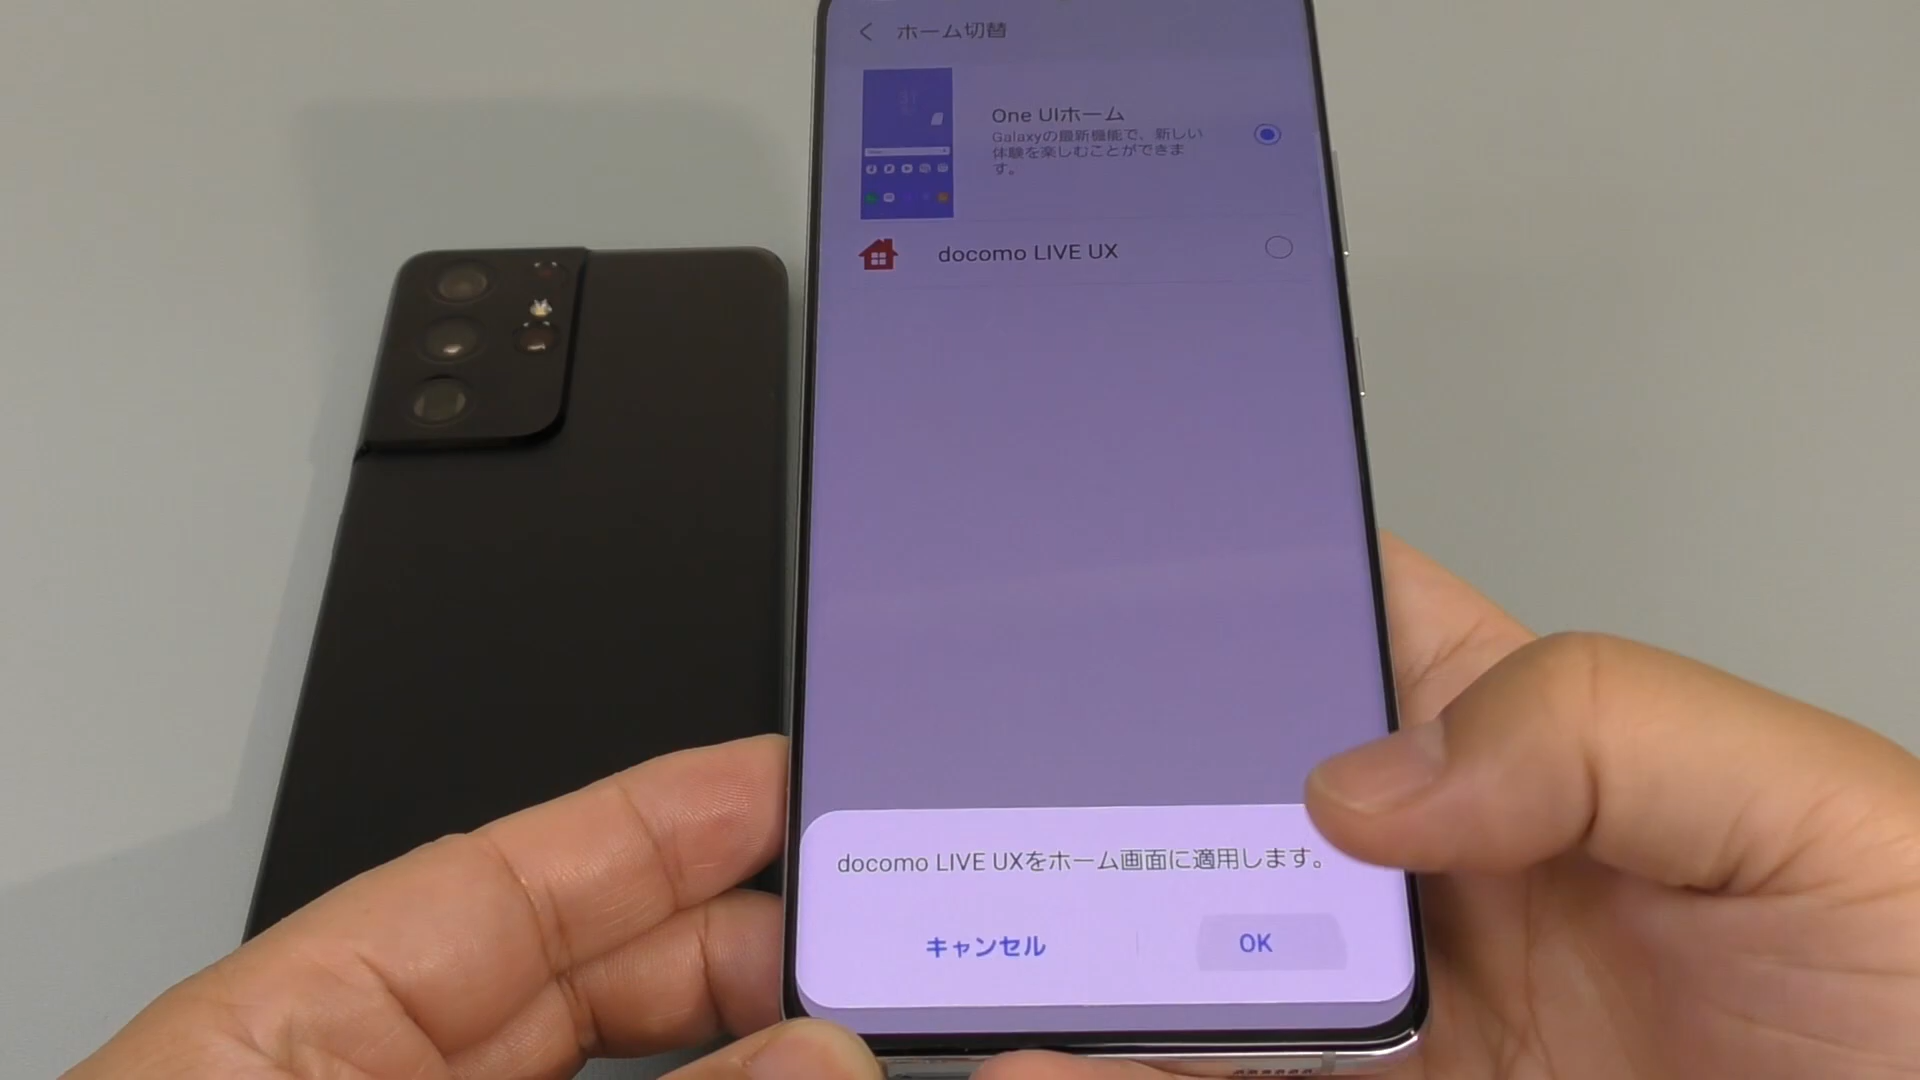 ホーム切替
One UIホーム
Galaxyの最新機能で、新しい
体験を楽しむことができま
す。
docomo LIVE UX
docomo LIVE UXをホーム画面に適用します。
キャンセル
OK